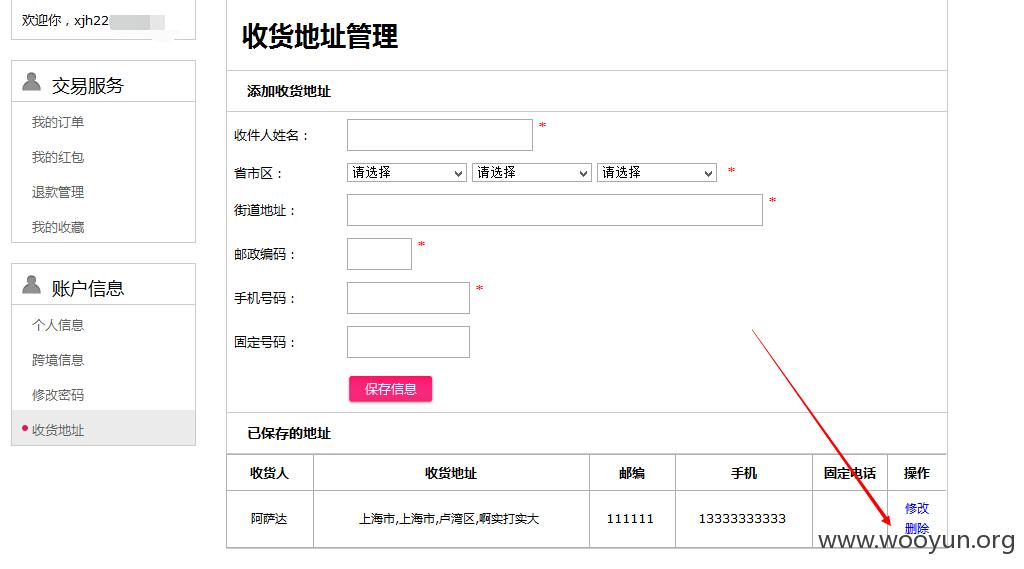 欢迎你，xjh22
收货地址管理
交易服务
我的订单
我的红包
退款管理
我的收藏
账户信息
个人信息
跨境信息
修改密码
收货地址
添加收货地址
收件人姓名： *
省市区： 请选择 请选择 请选择 *
街道地址： *
邮政编码： *
手机号码： *
固定号码：
保存信息
已保存的地址
收货人 收货地址 邮编 手机 固定电话 操作
阿萨达 上海市,上海市,卢湾区,啊实打实大 111111 13333333333 修改
删除
www.wooyun.org